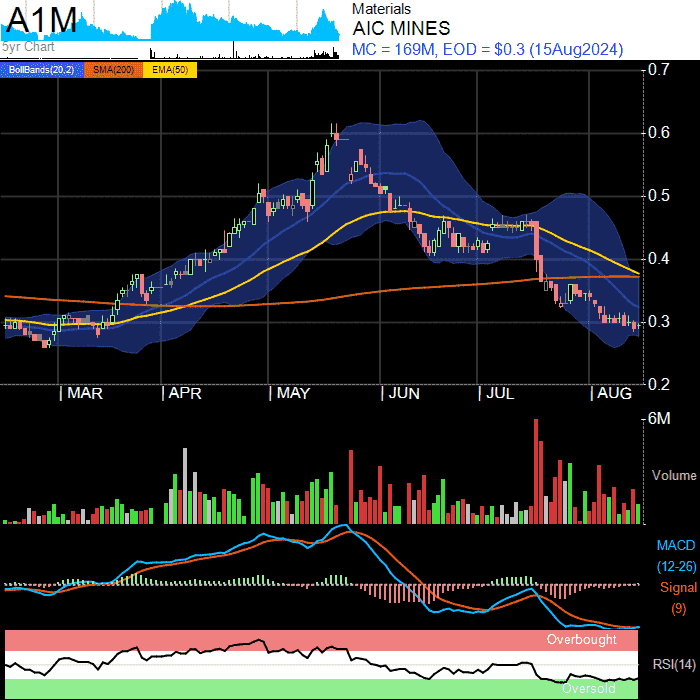 A1M
5yr Chart
Materials
AIC MINES
MC = 169M, EOD = $0.3 (15Aug2024)
BollBands(20,2) SMA(200) EMA(50)
0.7
0.6
0.5
0.4
0.3
0.2
MAR APR MAY JUN JUL AUG
6M
Volume
MACD
(12-26)
Signal
(9)
Overbought
RSI(14)
Oversold